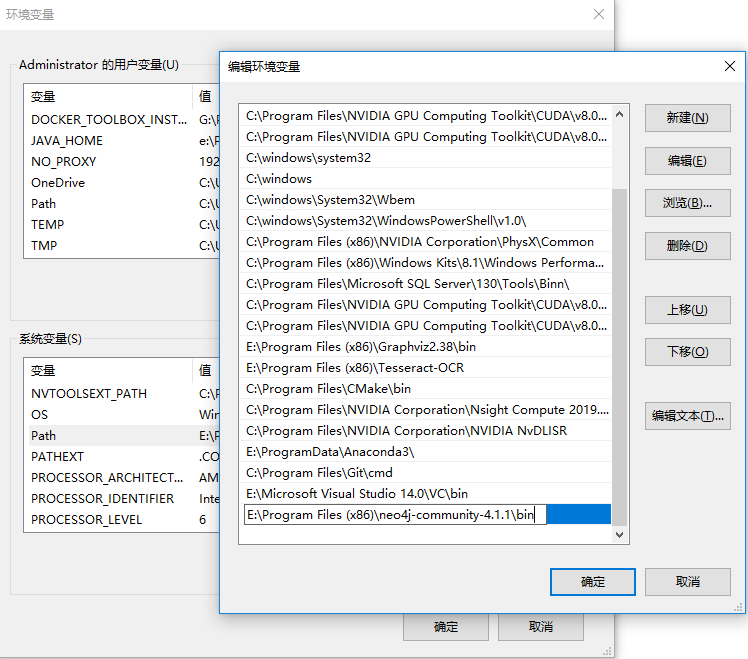 环境变量
Administrator 的用户变量(U)
变量 值
DOCKER_TOOLBOX_INST... G:\
JAVA_HOME e:\
NO_PROXY 192
OneDrive C:\
Path C:\
TEMP C:\
TMP C:\
系统变量(S)
变量 值
NVTOOLSEXT_PATH C:\
OS Win
Path E:\
PATHEXT .CO
PROCESSOR_ARCHITECT... AM
PROCESSOR_IDENTIFIER Inte
PROCESSOR_LEVEL 6
确定
取消
编辑环境变量
C:\Program Files\NVIDIA GPU Computing Toolkit\CUDA\v8.0...
C:\Program Files\NVIDIA GPU Computing Toolkit\CUDA\v8.0...
C:\windows\system32
C:\windows
C:\windows\System32\Wbem
C:\windows\System32\WindowsPowerShell\v1.0\
C:\Program Files (x86)\NVIDIA Corporation\PhysX\Common
C:\Program Files (x86)\Windows Kits\8.1\Windows Performa...
C:\Program Files\Microsoft SQL Server\130\Tools\Binn\
C:\Program Files\NVIDIA GPU Computing Toolkit\CUDA\v8.0...
C:\Program Files\NVIDIA GPU Computing Toolkit\CUDA\v8.0...
E:\Program Files (x86)\Graphviz2.38\bin
E:\Program Files (x86)\Tesseract-OCR
C:\Program Files\CMake\bin
C:\Program Files\NVIDIA Corporation\Nsight Compute 2019....
C:\Program Files\NVIDIA Corporation\NVIDIA NvDLISR
E:\ProgramData\Anaconda3\
C:\Program Files\Git\cmd
E:\Microsoft Visual Studio 14.0\VC\bin
E:\Program Files (x86)\neo4j-community-4.1.1\bin
新建(N)
编辑(E)
浏览(B)...
删除(D)
上移(U)
下移(O)
编辑文本(T)...
确定
取消